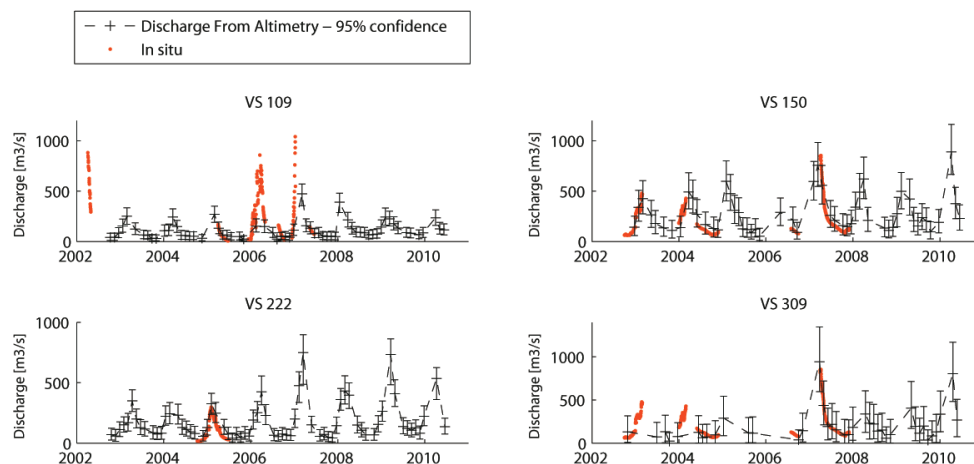 Discharge From Altimetry – 95% confidence
In situ
VS 109
Discharge [m3/s]
1000
500
0
2002 2004 2006 2008 2010
VS 150
Discharge [m3/s]
1000
500
0
2002 2004 2006 2008 2010
VS 222
Discharge [m3/s]
1000
500
0
2002 2004 2006 2008 2010
VS 309
Discharge [m3/s]
1000
500
0
2002 2004 2006 2008 2010